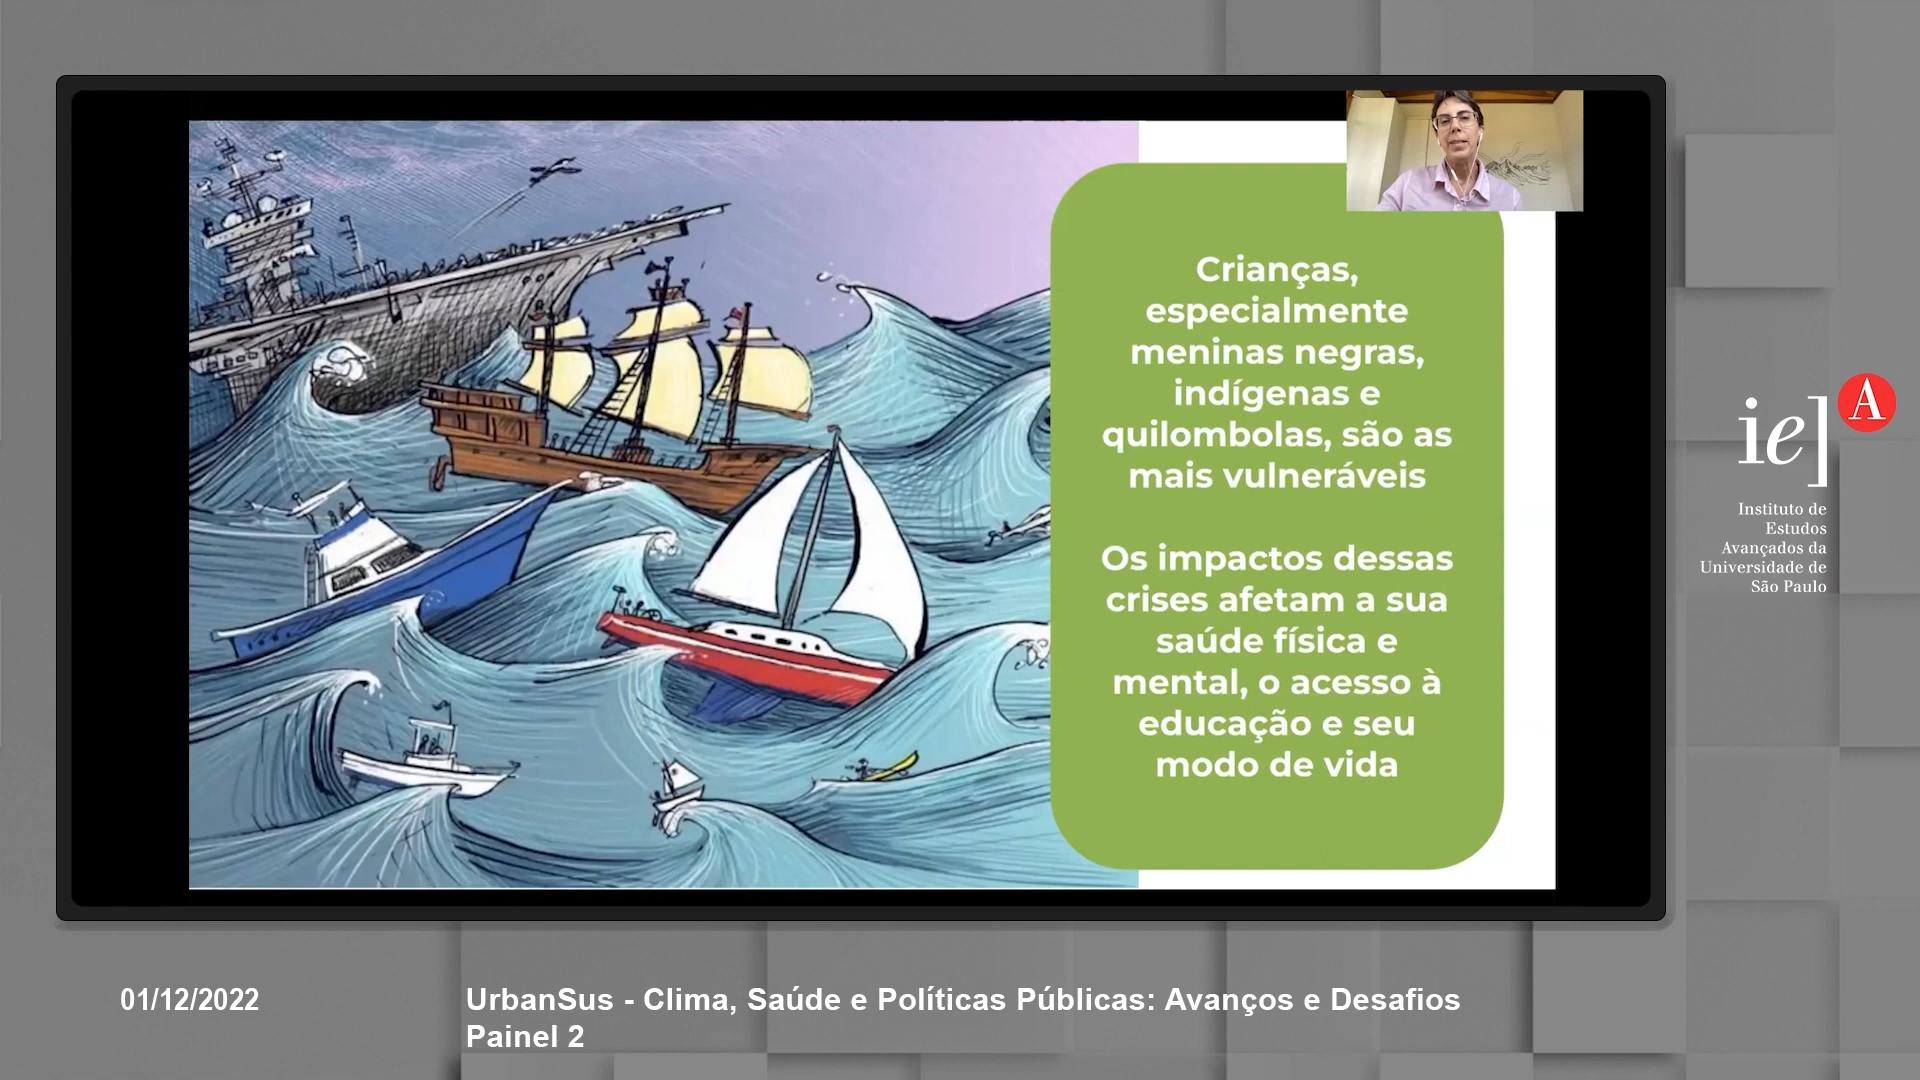 Crianças,
especialmente
meninas negras,
indígenas e
quilombolas, são as
mais vulneráveis
Os impactos dessas
crises afetam a sua
saúde física e
mental, o acesso à
educação e seu
modo de vida
ie] A
Instituto de
Estudos
Avançados da
Universidade de
São Paulo
01/12/2022
UrbanSus - Clima, Saúde e Políticas Públicas: Avanços e Desafios
Painel 2